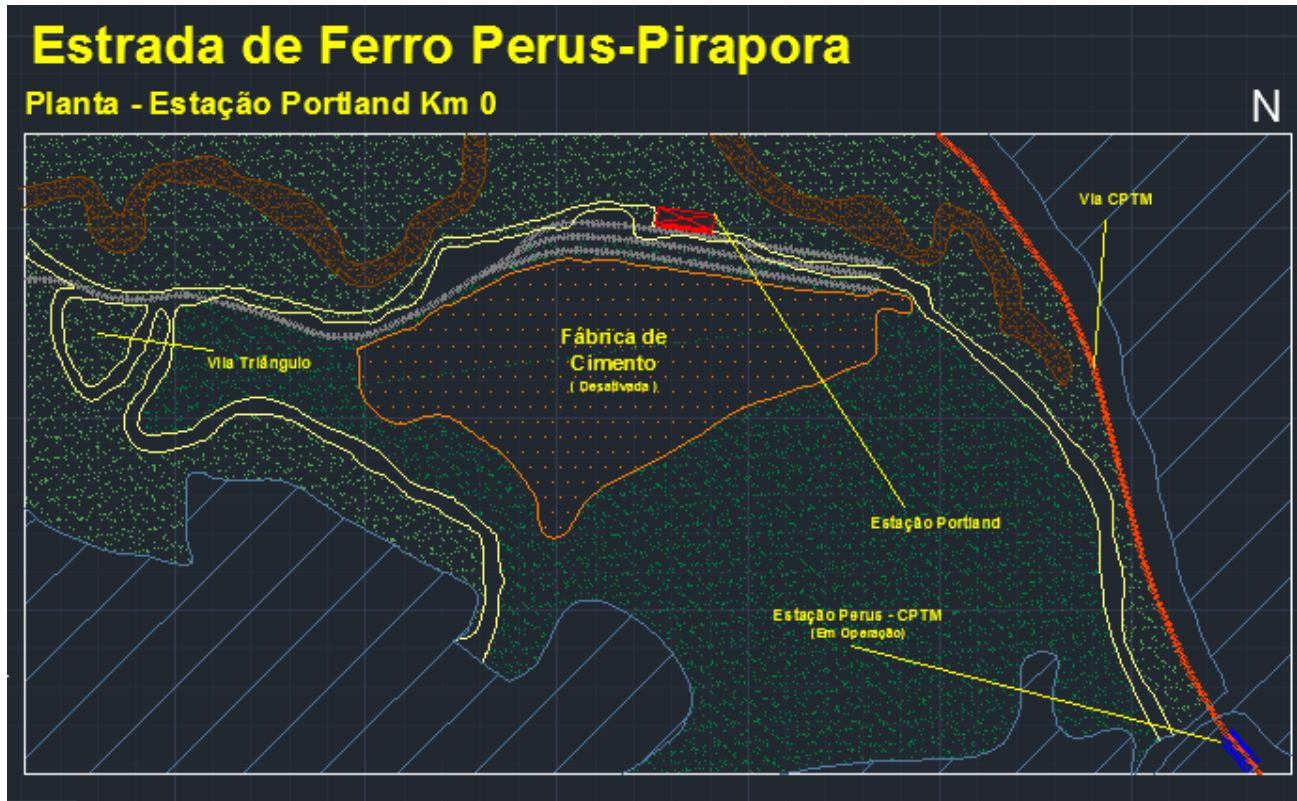 Estrada de Ferro Perus-Pirapora
Planta - Estação Portland Km 0
N
Via CPTM
Fábrica de
Cimento
( Desativada )
Vila Triângulo
Estação Portland
Estação Perus - CPTM
(Em Operação)